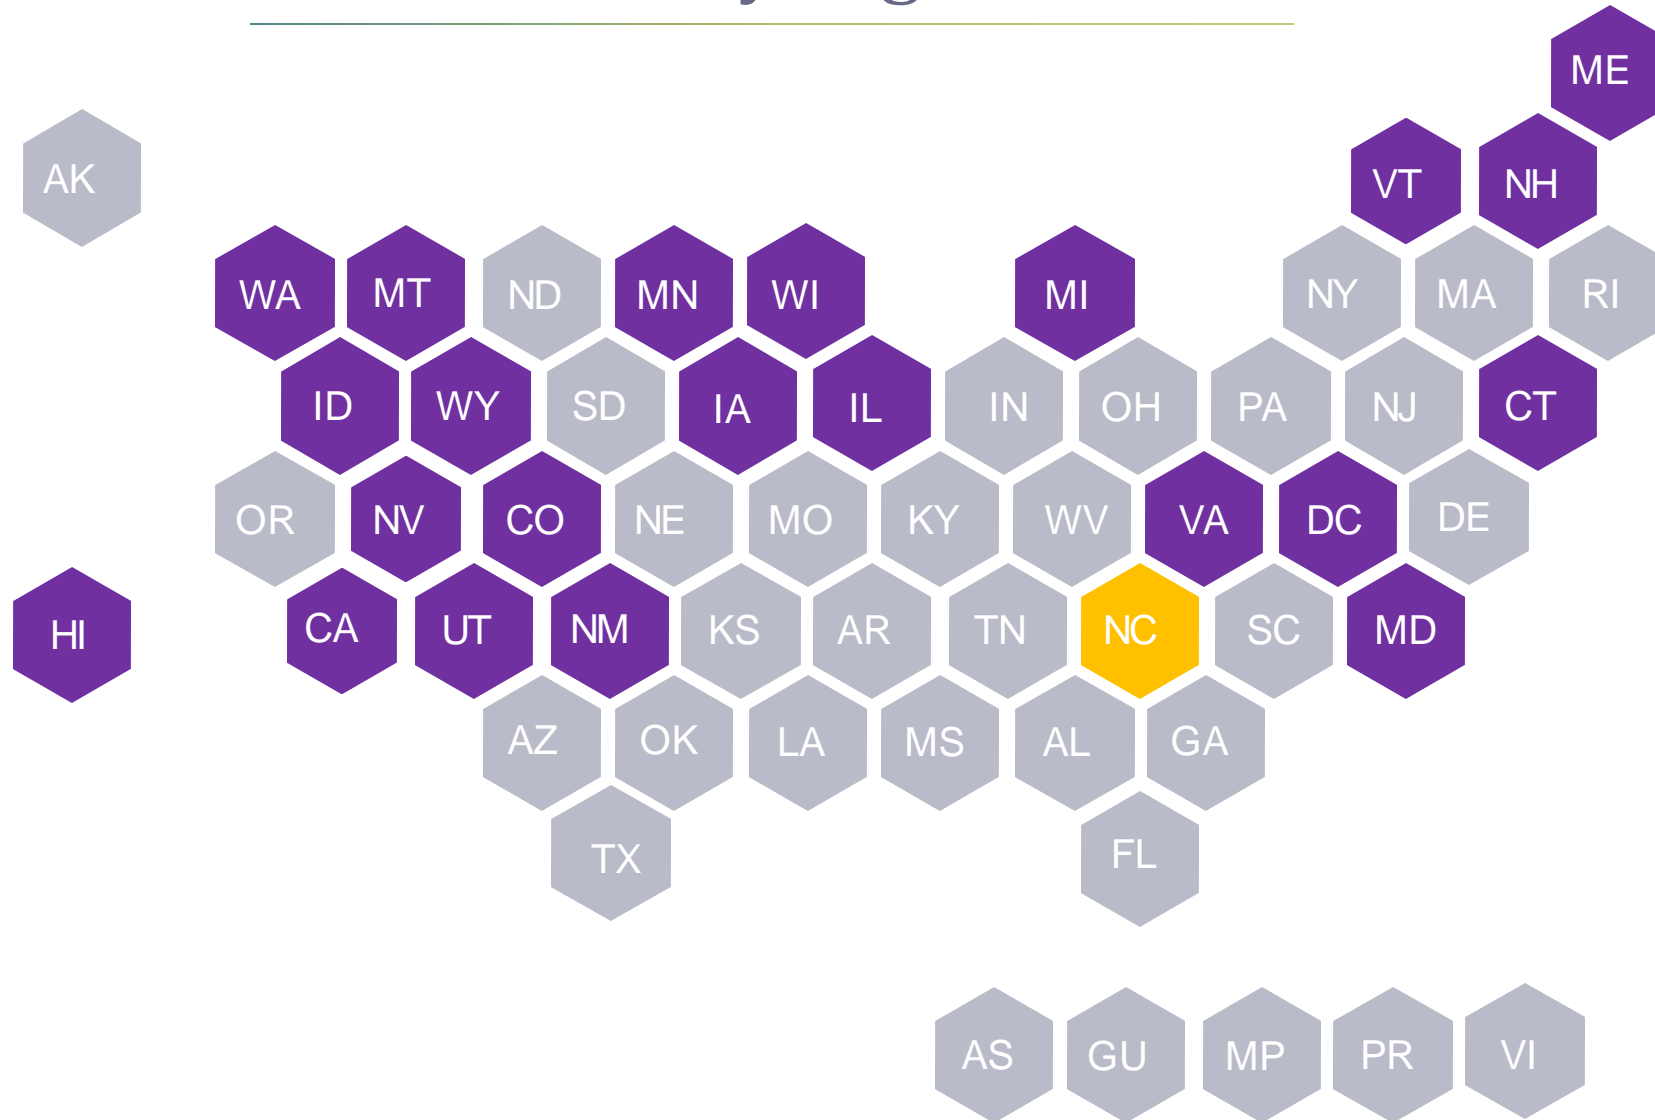 ME
AK VT NH
WA MT ND MN WI MI NY MA RI
ID WY SD IA IL IN OH PA NJ CT
OR NV CO NE MO KY WV VA DC DE
HI CA UT NM KS AR TN NC SC MD
AZ OK LA MS AL GA
TX FL
AS GU MP PR VI